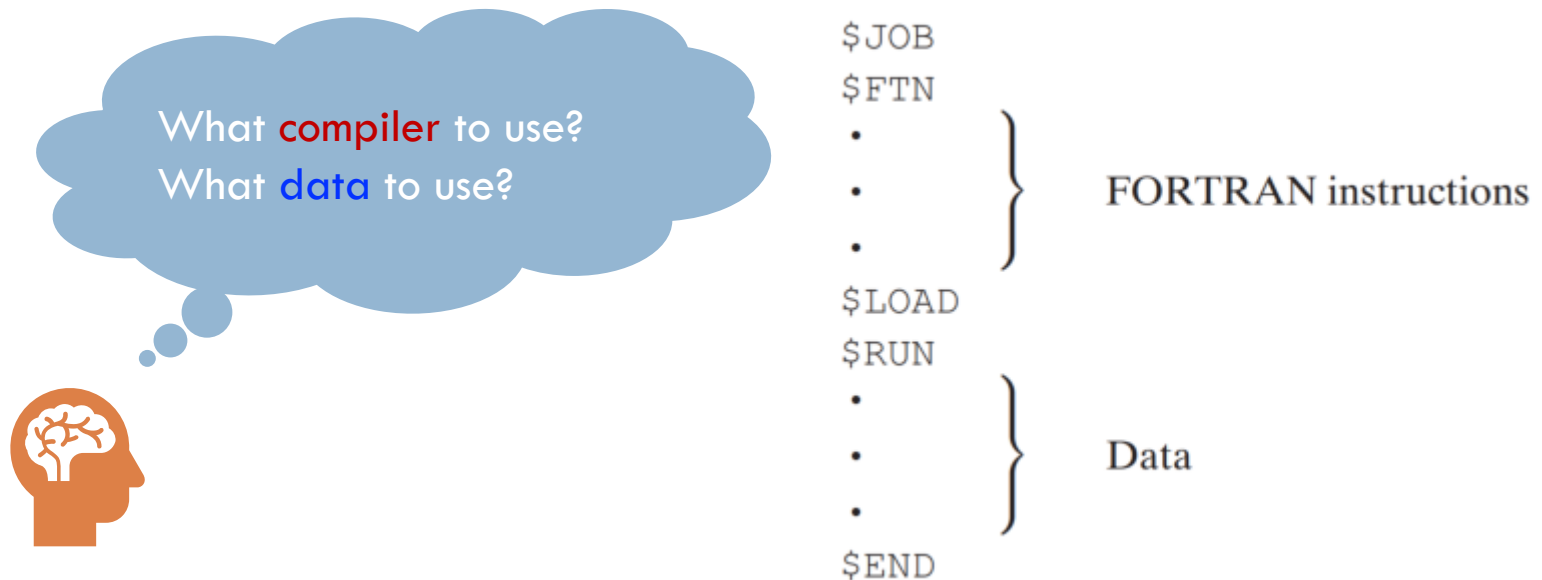 What compiler to use?
What data to use?
$JOB
$FTN
•
•
•
FORTRAN instructions
$LOAD
$RUN
•
•
•
Data
$END